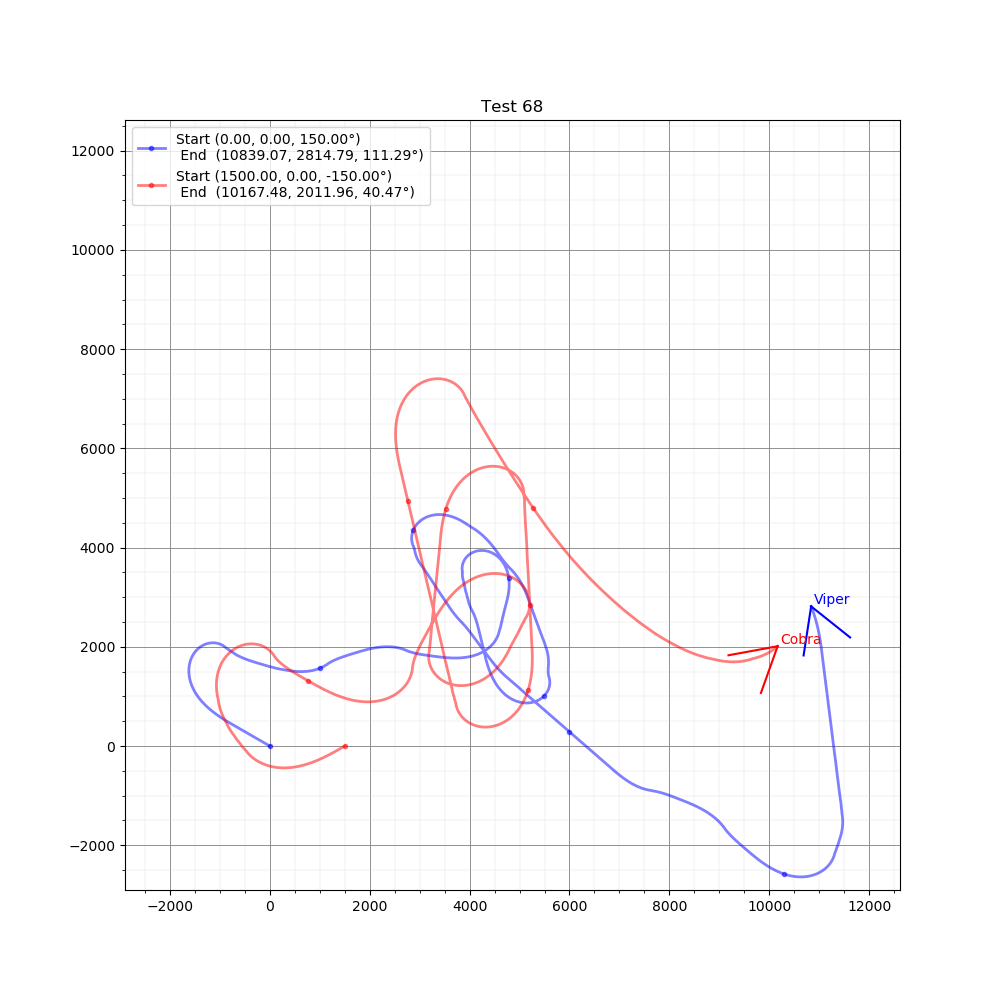 Test 68
Start (0.00, 0.00, 150.00°)
End (10839.07, 2814.79, 111.29°)
Start (1500.00, 0.00, -150.00°)
End (10167.48, 2011.96, 40.47°)
12000
10000
8000
6000
4000
2000
0
−2000
Viper
Cobra
−2000 0 2000 4000 6000 8000 10000 12000